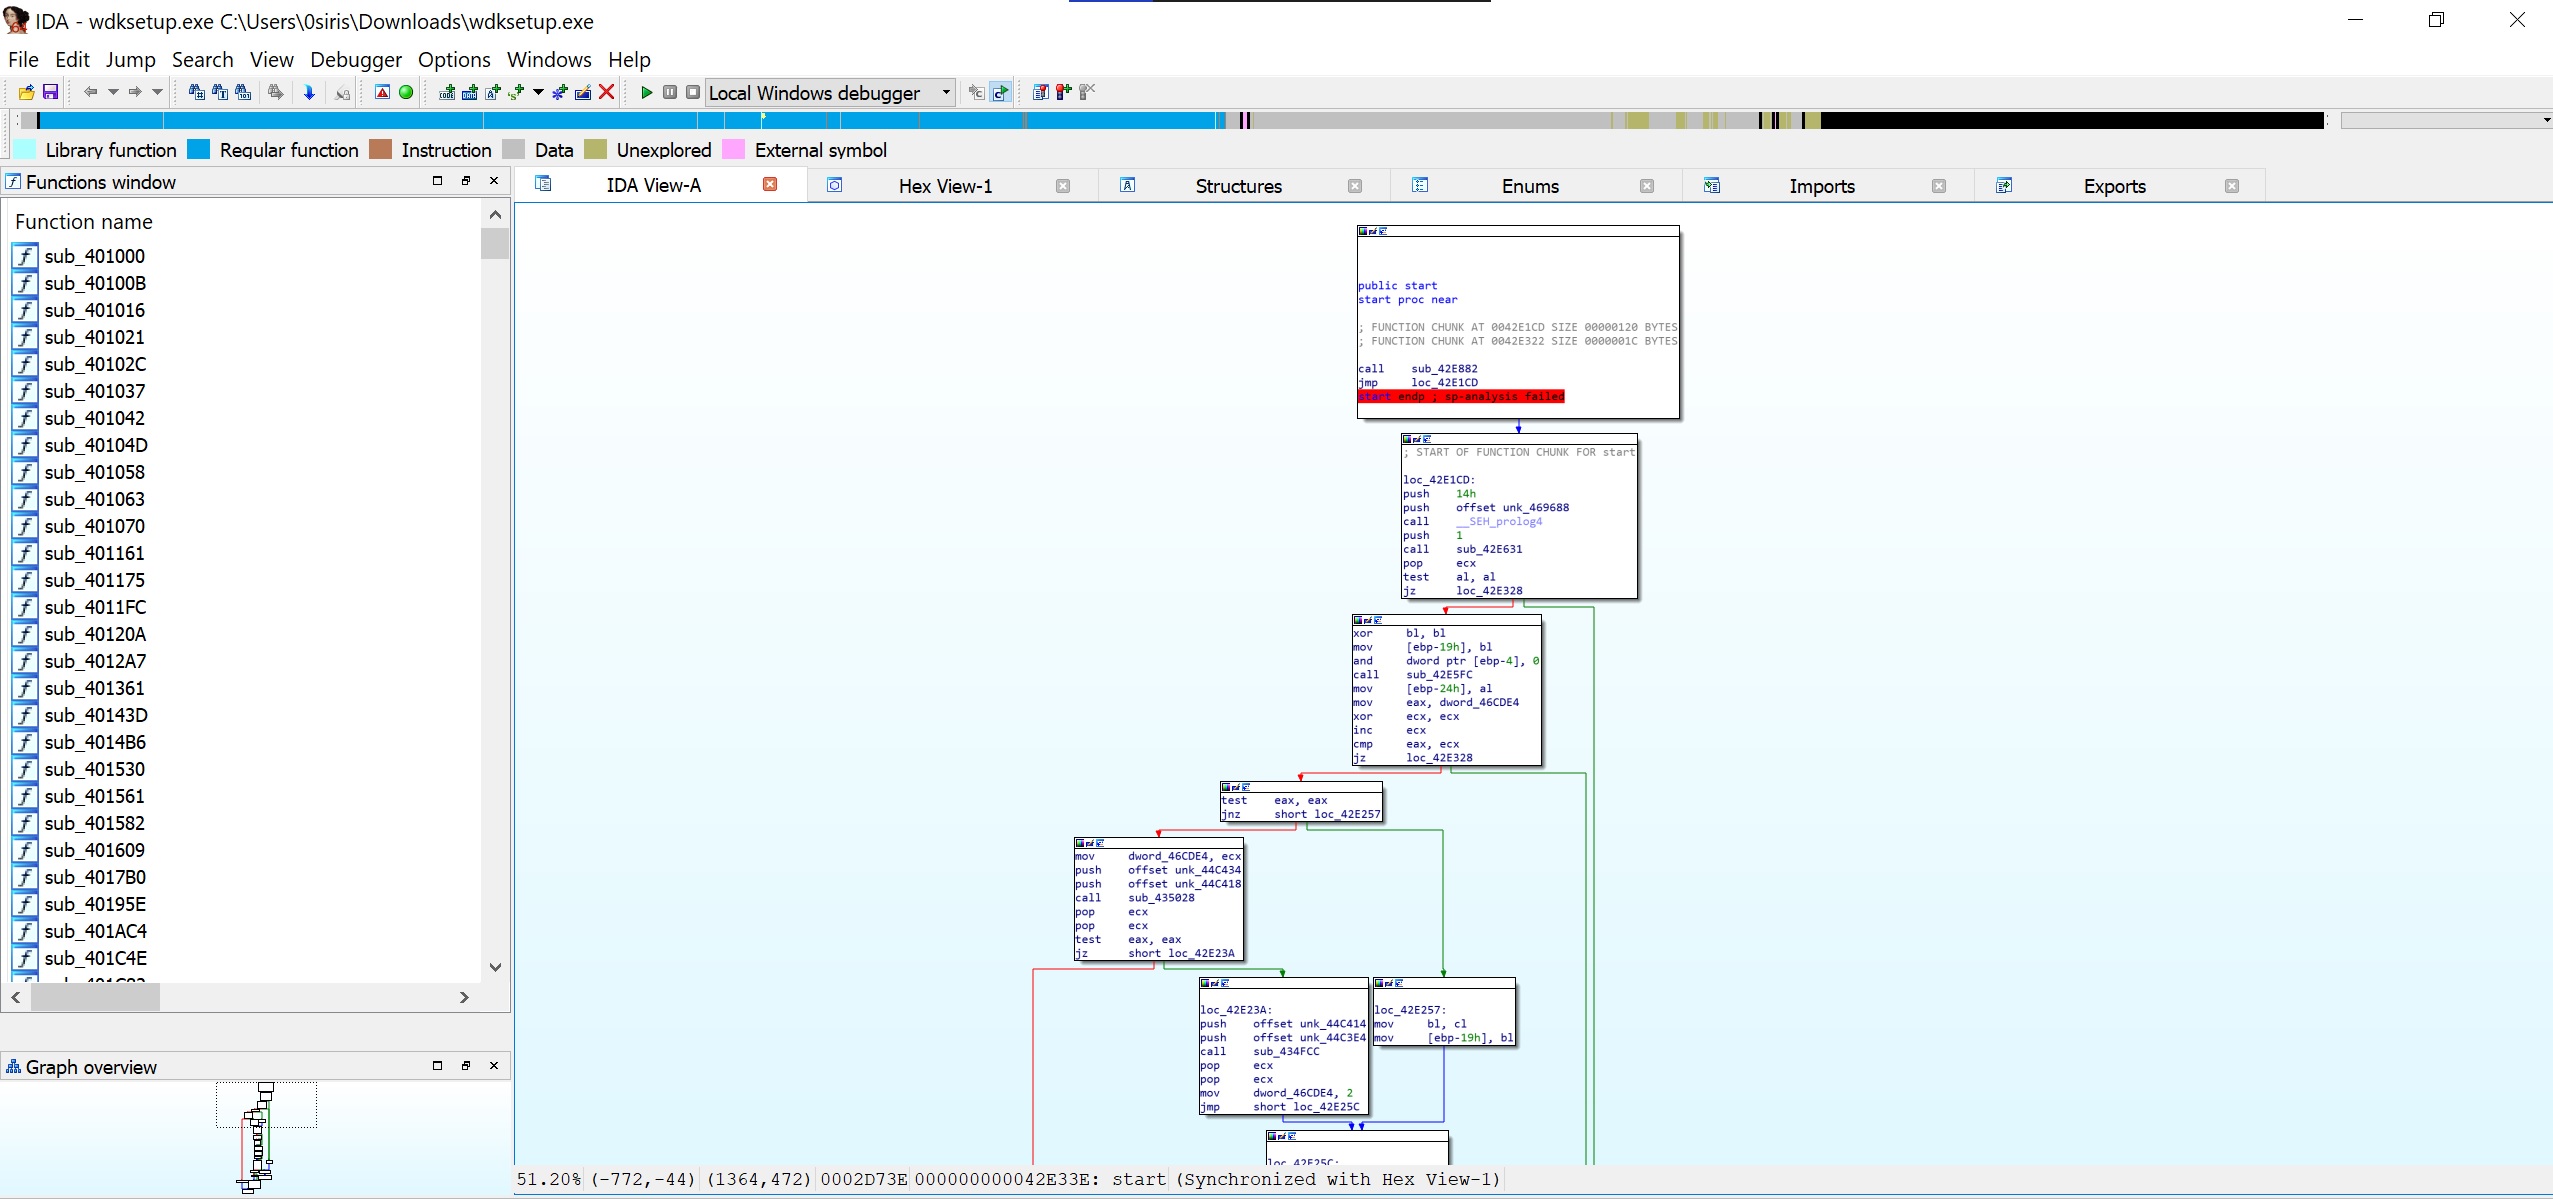 IDA - wdksetup.exe C:\Users\0siris\Downloads\wdksetup.exe
File Edit Jump Search View Debugger Options Windows Help
Local Windows debugger
Library function Regular function Instruction Data Unexplored External symbol
Functions window
Function name
sub_401000
sub_40100B
sub_401016
sub_401021
sub_40102C
sub_401037
sub_401042
sub_40104D
sub_401058
sub_401063
sub_401070
sub_401161
sub_401175
sub_4011FC
sub_40120A
sub_4012A7
sub_401361
sub_40143D
sub_4014B6
sub_401530
sub_401561
sub_401582
sub_401609
sub_4017B0
sub_40195E
sub_401AC4
sub_401C4E
Graph overview
IDA View-A Hex View-1 Structures Enums Imports Exports
public start
start proc near
; FUNCTION CHUNK AT 0042E1CD SIZE 00000120 BYTES
; FUNCTION CHUNK AT 0042E322 SIZE 0000001C BYTES
call sub_42E882
jmp loc_42E1CD
start endp ; sp-analysis failed
; START OF FUNCTION CHUNK FOR start
loc_42E1CD:
push 14h
push offset unk_469688
call __SEH_prolog4
push 1
call sub_42E631
pop ecx
test al, al
jz loc_42E328
xor bl, bl
mov [ebp-19h], bl
and dword ptr [ebp-4], 0
call sub_42E5FC
mov [ebp-24h], al
mov eax, dword_46CDE4
xor ecx, ecx
inc ecx
cmp eax, ecx
jz loc_42E328
test eax, eax
jnz short loc_42E257
mov dword_46CDE4, ecx
push offset unk_44C434
push offset unk_44C418
call sub_435028
pop ecx
pop ecx
test eax, eax
jz short loc_42E23A
loc_42E23A:
push offset unk_44C414
push offset unk_44C3E4
call sub_434FCC
pop ecx
pop ecx
mov dword_46CDE4, 2
jmp short loc_42E25C
loc_42E257:
mov bl, cl
mov [ebp-19h], bl
loc_42E25C:
51.20% (-772,-44) (1364,472) 0002D73E 000000000042E33E: start (Synchronized with Hex View-1)